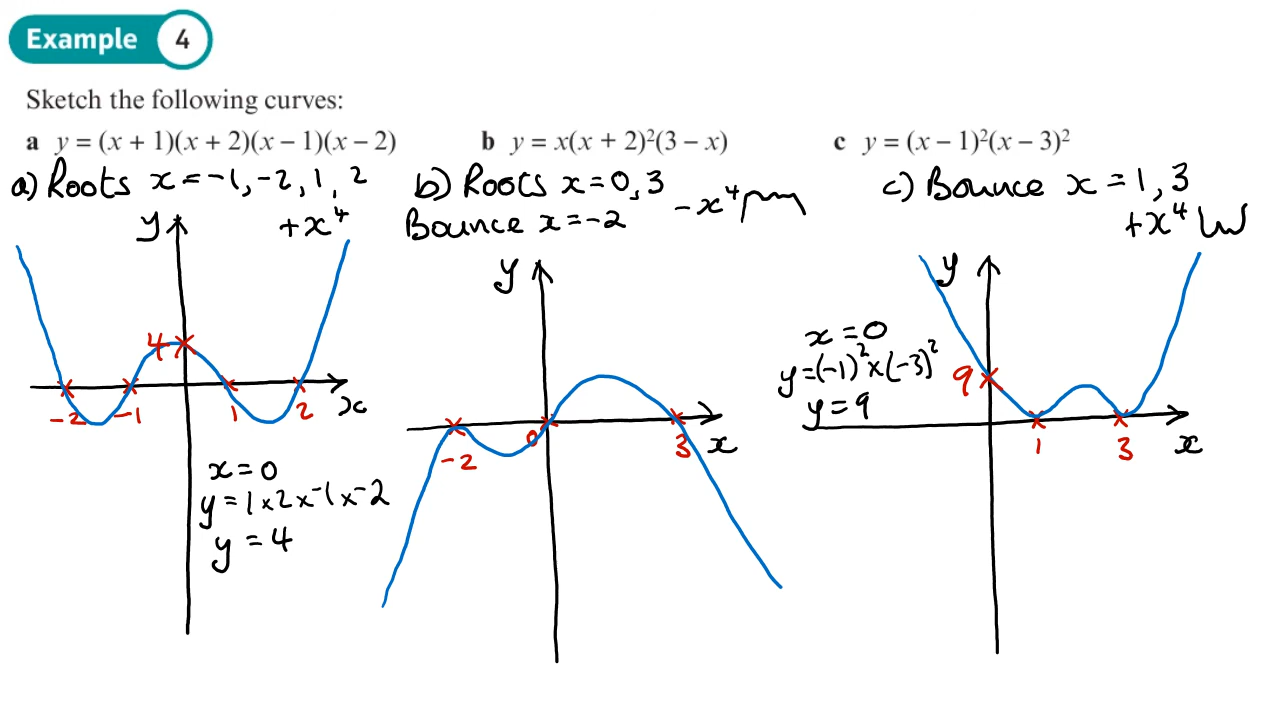 Example 4
Sketch the following curves:
a y = (x + 1)(x + 2)(x − 1)(x − 2)
b y = x(x + 2)²(3 − x)
c y = (x − 1)²(x − 3)²
a) Roots x = -1, -2, 1, 2
+x⁴
y
4
-2 -1 1 2
x
x = 0
y = 1 x 2 x -1 x -2
y = 4
b) Roots x = 0, 3
Bounce x = -2
-x⁴
y
-2 0 3
x
c) Bounce x = 1, 3
+x⁴
y
x = 0
y = (-1)² x (-3)²
y = 9
9
1 3
x